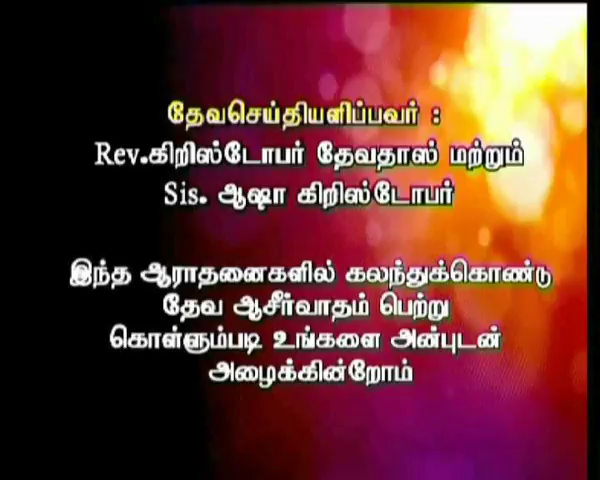 தேவசெய்தியளிப்பவர் :
Rev.கிறிஸ்டோபர் தேவதாஸ் மற்றும்
Sis. ஆஷா கிறிஸ்டோபர்
இந்த ஆராதனைகளில் கலந்துக்கொண்டு
தேவ ஆசீர்வாதம் பெற்று
கொள்ளும்படி உங்களை அன்புடன்
அழைக்கின்றோம்